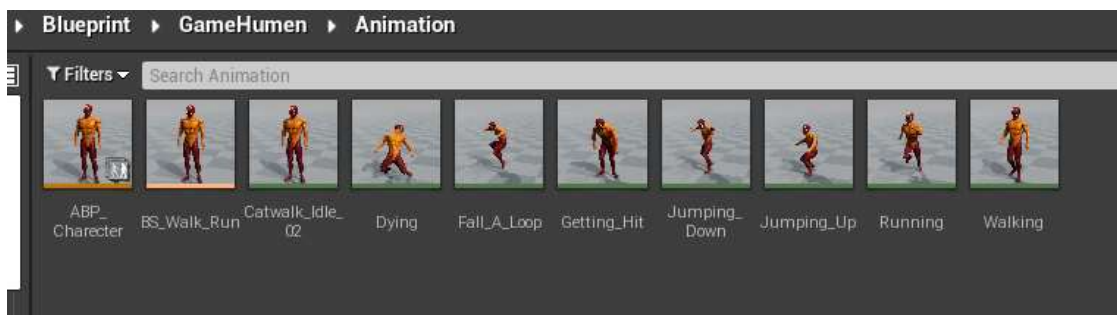 Blueprint GameHumen Animation
Filters Search Animation
ABP_
Charecter
BS_Walk_Run
Catwalk_Idle_
02
Dying
Fall_A_Loop
Getting_Hit
Jumping_
Down
Jumping_Up
Running
Walking